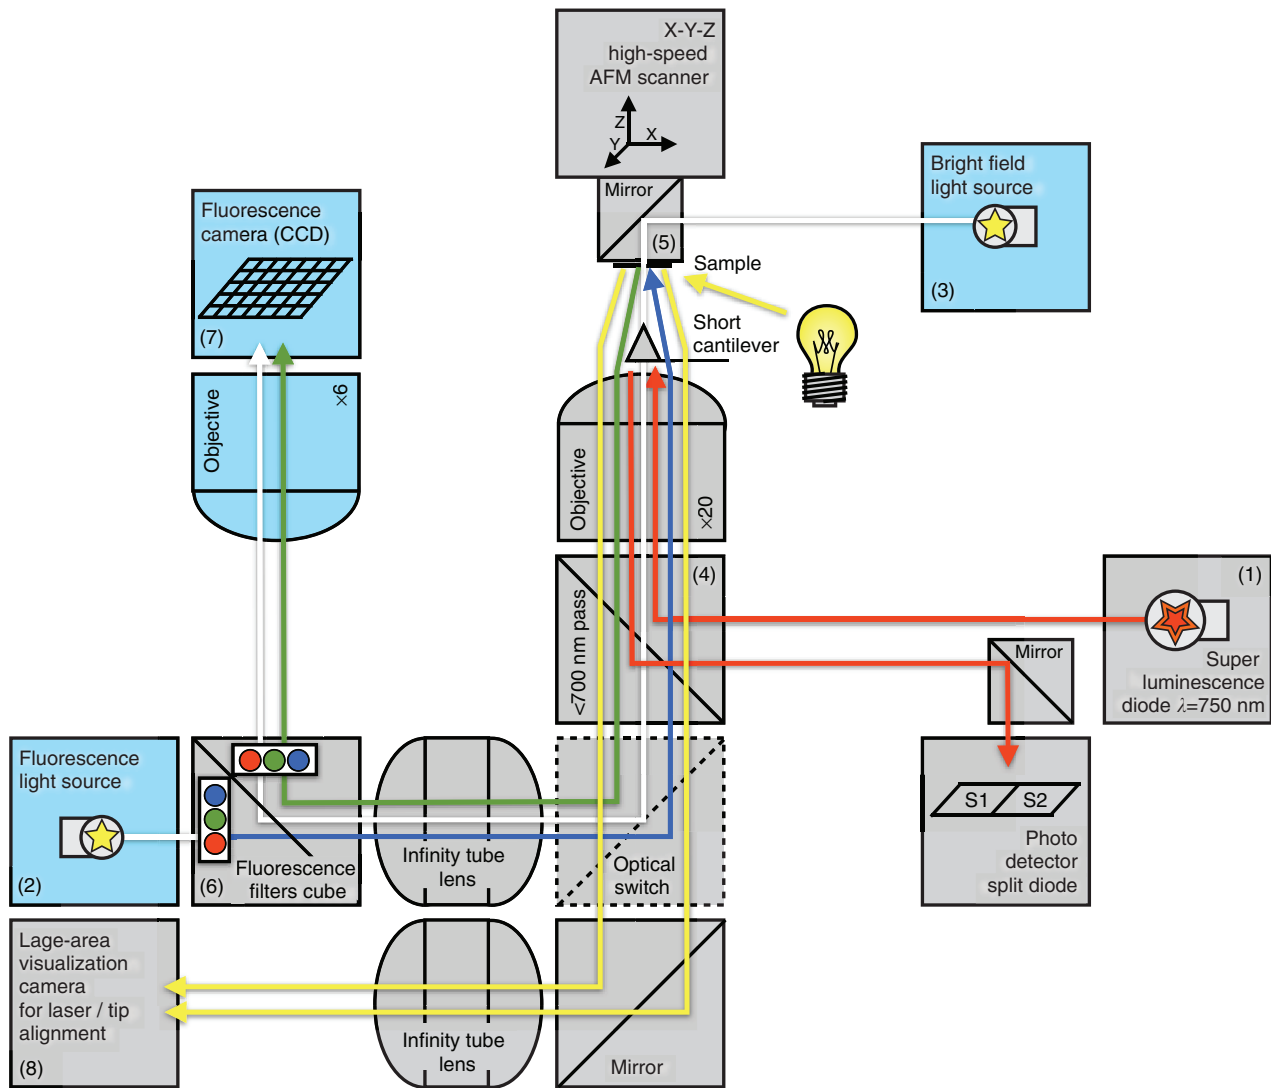 X-Y-Z
high-speed
AFM scanner
Z
X
Y
Mirror
(5)
Bright field
light source
(3)
Fluorescence
camera (CCD)
(7)
Sample
Short
cantilever
Objective
×6
Objective
×20
(4)
<700 nm pass
(1)
Super
luminescence
diode λ=750 nm
Mirror
Fluorescence
light source
(2)
(6)
Fluorescence
filters cube
Infinity tube
lens
Optical
switch
S1
S2
Photo
detector
split diode
Lage-area
visualization
camera
for laser / tip
alignment
(8)
Infinity tube
lens
Mirror